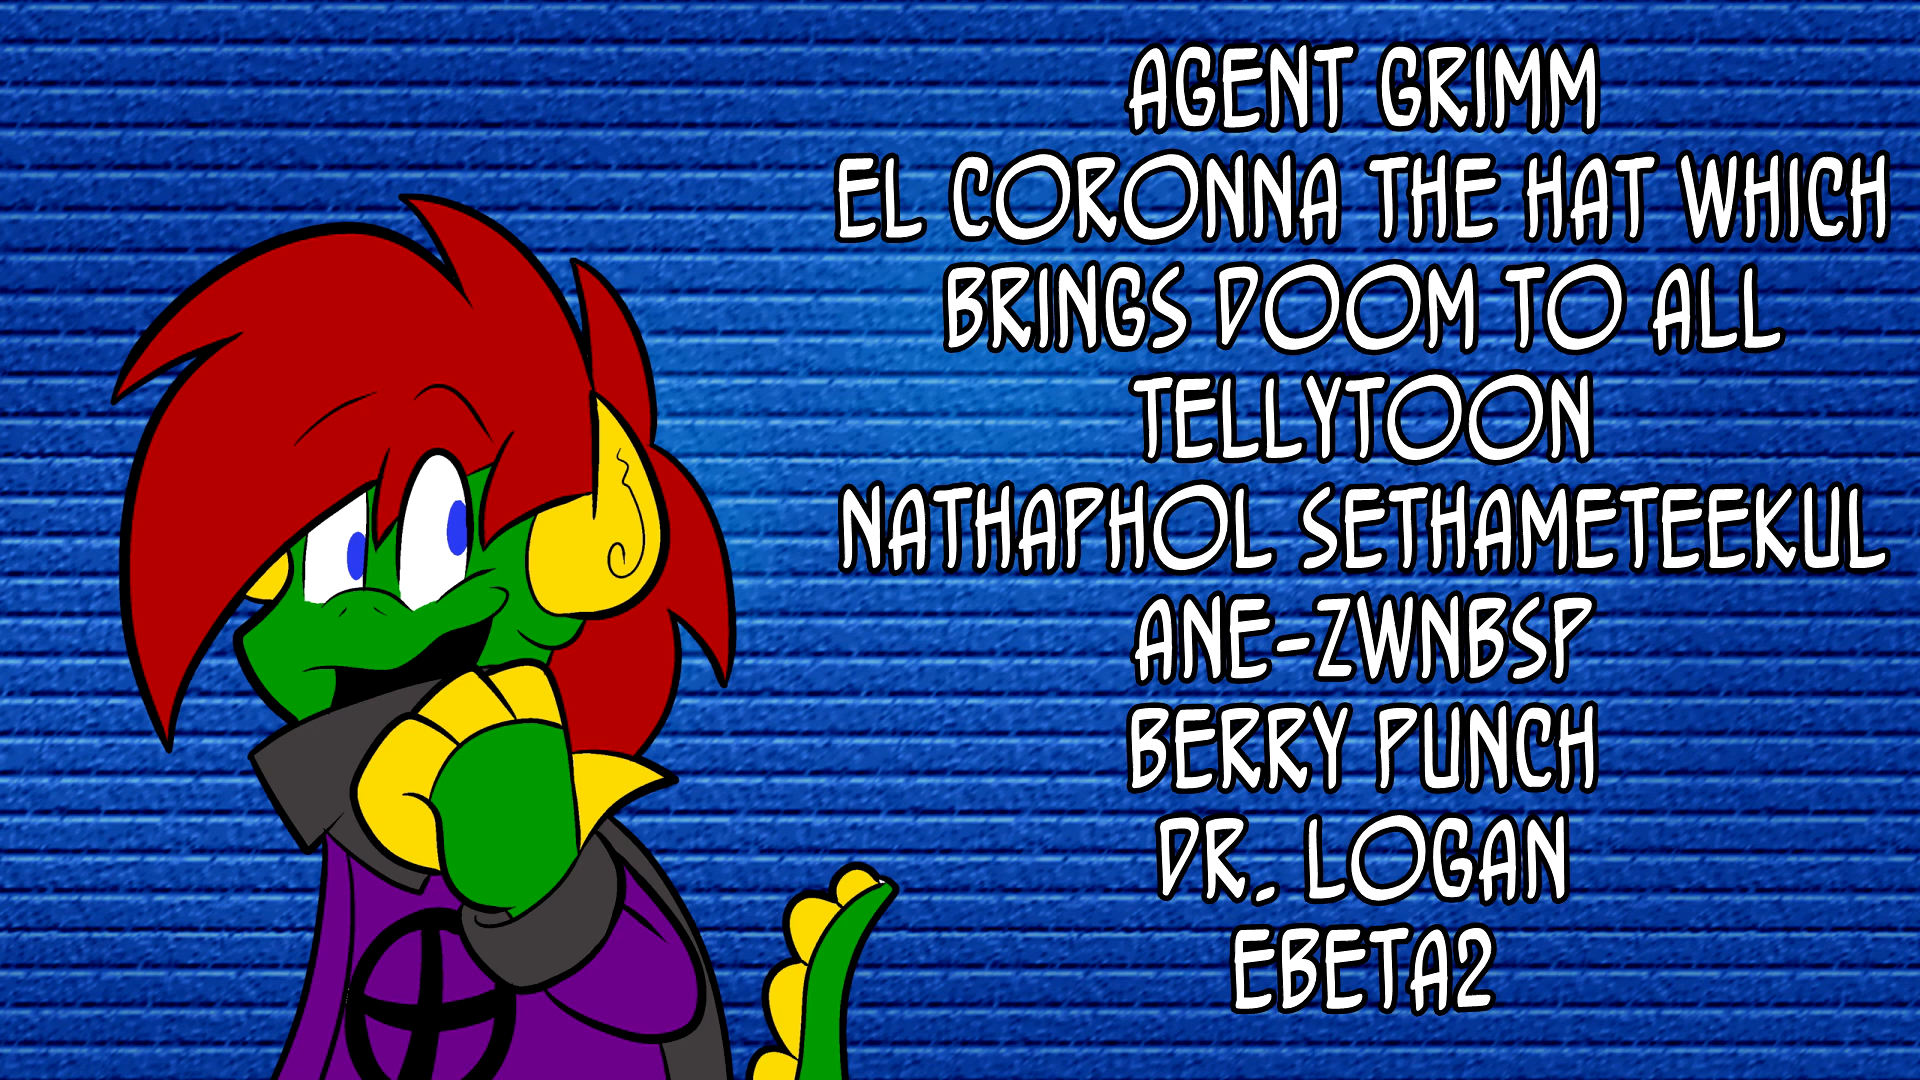 AGENT GRIMM
EL CORONNA THE HAT WHICH
BRINGS DOOM TO ALL
TELLYTOON
NATHAPHOL SETHAMETEEKUL
ANE-ZWNBSP
BERRY PUNCH
DR. LOGAN
EBETA2